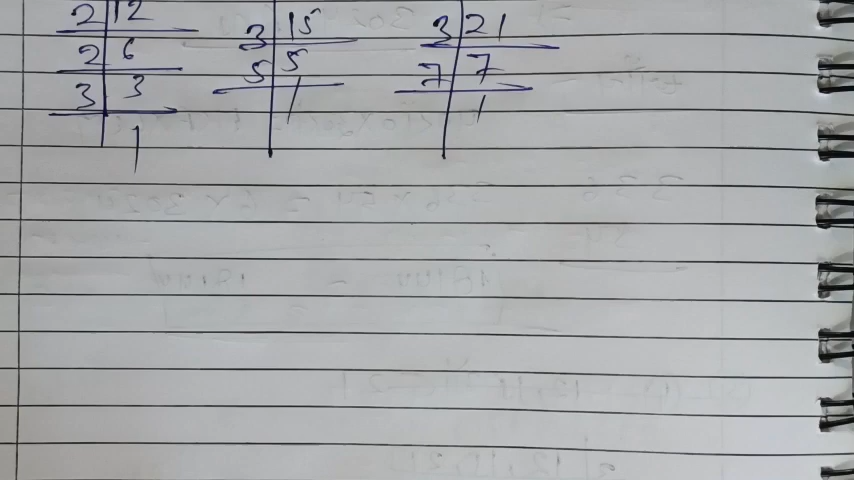 2 | 12 3 | 15 3 | 21
2 | 6 5 | 5 7 | 7
3 | 3 1 1
1